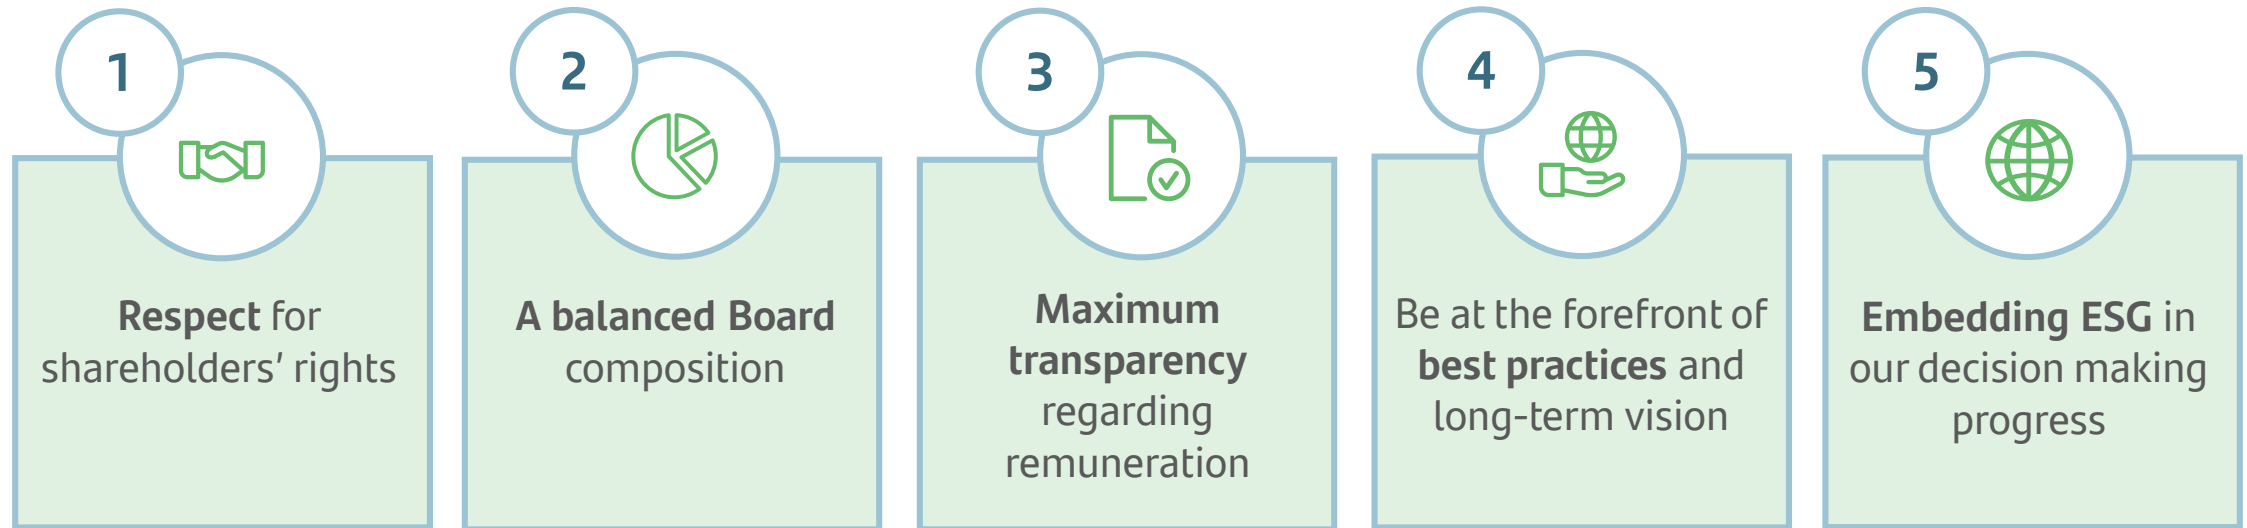 1
Respect for
shareholders' rights
2
A balanced Board
composition
3
Maximum
transparency
regarding
remuneration
4
Be at the forefront of
best practices and
long-term vision
5
Embedding ESG in
our decision making
progress